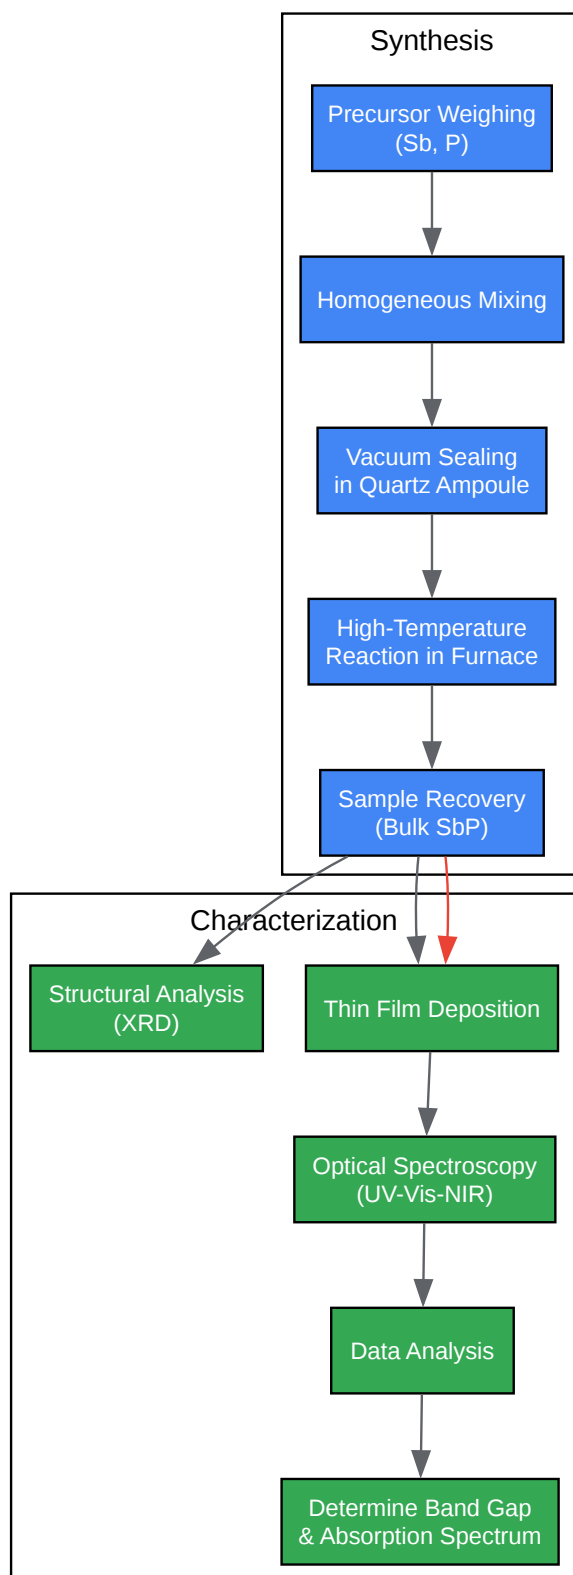 Synthesis
Precursor Weighing
(Sb, P)
Homogeneous Mixing
Vacuum Sealing
in Quartz Ampoule
High-Temperature
Reaction in Furnace
Sample Recovery
(Bulk SbP)
Characterization
Structural Analysis
(XRD)
Thin Film Deposition
Optical Spectroscopy
(UV-Vis-NIR)
Data Analysis
Determine Band Gap
& Absorption Spectrum